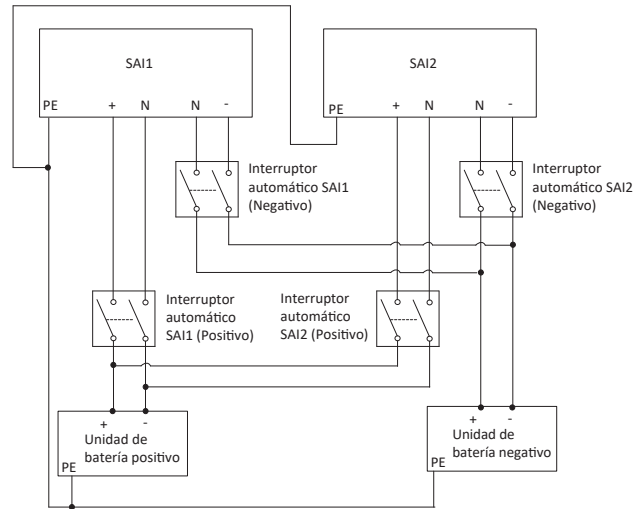 SAI1
SAI2
PE
+
N
N
-
PE
+
N
N
-
Interruptor
automático SAI1
(Negativo)
Interruptor
automático SAI2
(Negativo)
Interruptor
automático
SAI1 (Positivo)
Interruptor
automático
SAI2 (Positivo)
+
-
Unidad de
batería positivo
PE
+
-
Unidad de
batería negativo
PE